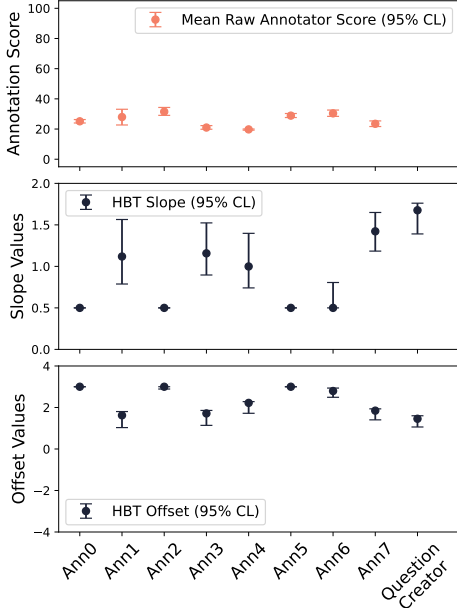 100
80
60
40
20
0
Annotation Score
Mean Raw Annotator Score (95% CL)
2.0
1.5
1.0
0.5
0.0
Slope Values
HBT Slope (95% CL)
4
2
0
−2
−4
Offset Values
HBT Offset (95% CL)
Ann0
Ann1
Ann2
Ann3
Ann4
Ann5
Ann6
Ann7
Question
Creator